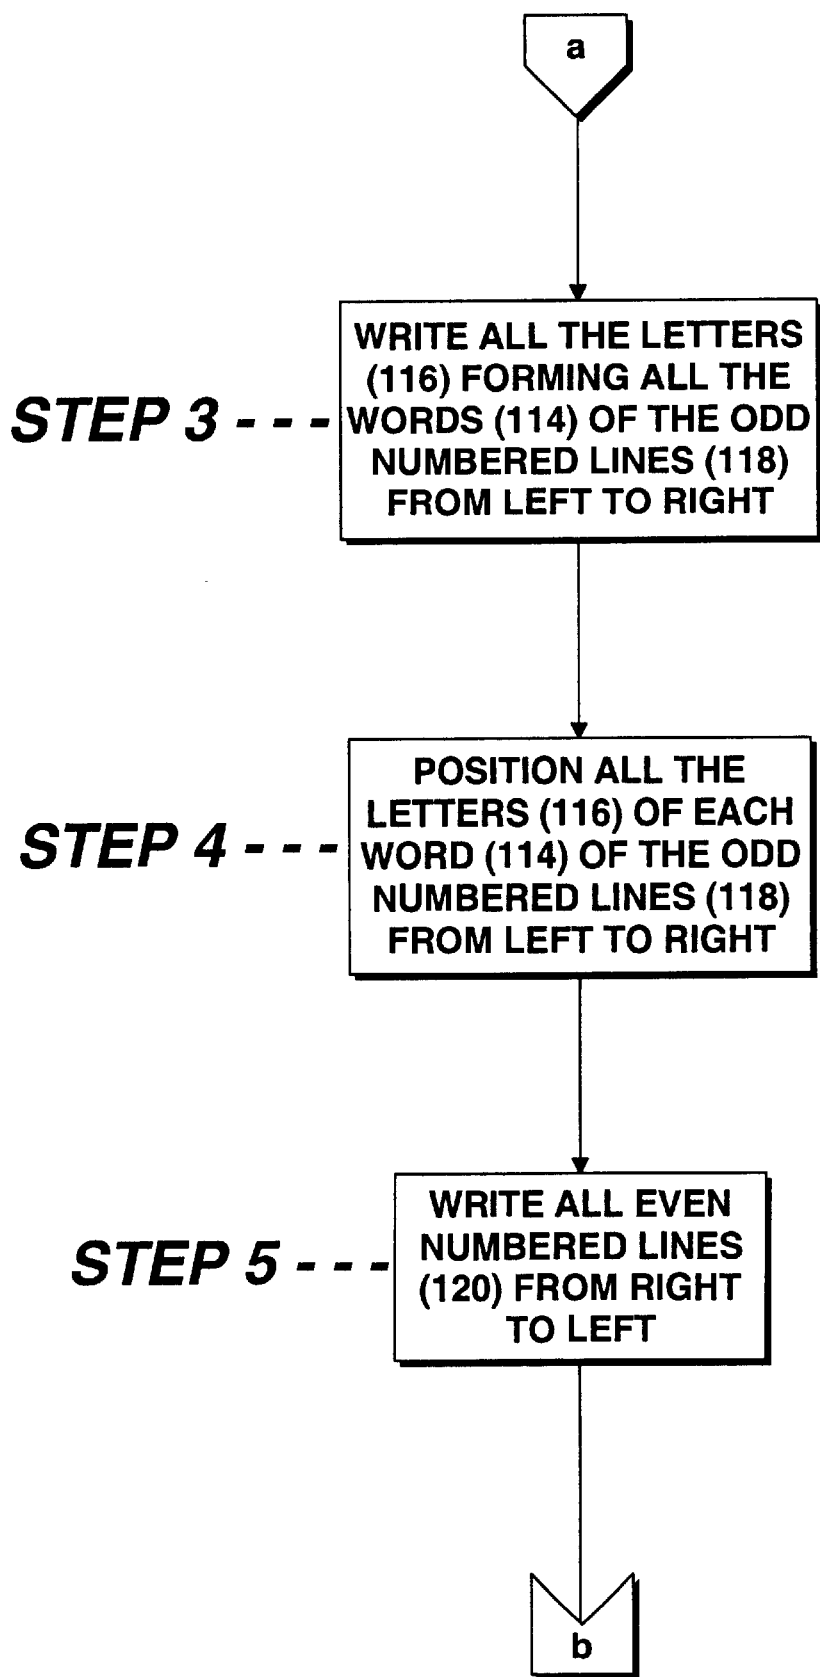 a
WRITE ALL THE LETTERS
(116) FORMING ALL THE
STEP 3 - - - WORDS (114) OF THE ODD
NUMBERED LINES (118)
FROM LEFT TO RIGHT
POSITION ALL THE
LETTERS (116) OF EACH
STEP 4 - - - WORD (114) OF THE ODD
NUMBERED LINES (118)
FROM LEFT TO RIGHT
WRITE ALL EVEN
NUMBERED LINES
STEP 5 - - - (120) FROM RIGHT
TO LEFT
b